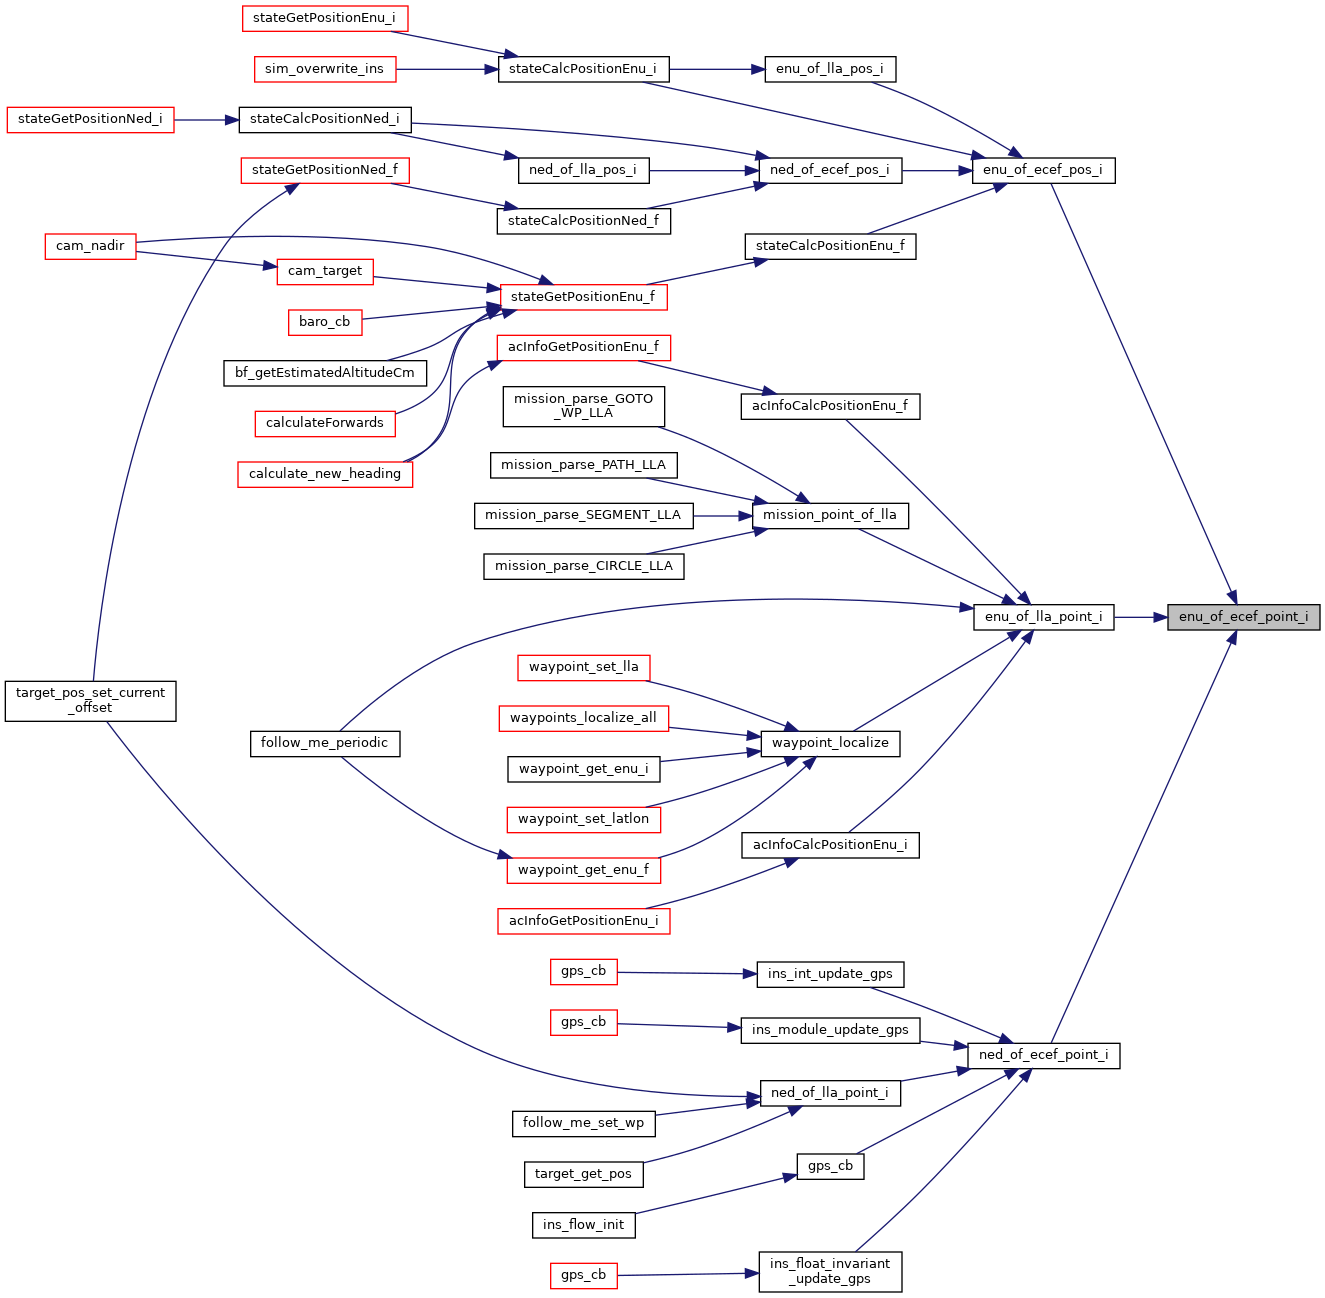 stateGetPositionEnu_i
sim_overwrite_ins
stateCalcPositionEnu_i
enu_of_lla_pos_i
stateGetPositionNed_i
stateCalcPositionNed_i
stateGetPositionNed_f
ned_of_lla_pos_i
ned_of_ecef_pos_i
enu_of_ecef_pos_i
stateCalcPositionNed_f
cam_nadir
stateCalcPositionEnu_f
cam_target
stateGetPositionEnu_f
baro_cb
acInfoGetPositionEnu_f
bf_getEstimatedAltitudeCm
mission_parse_GOTO
_WP_LLA
acInfoCalcPositionEnu_f
calculateForwards
calculate_new_heading
mission_parse_PATH_LLA
mission_parse_SEGMENT_LLA
mission_point_of_lla
mission_parse_CIRCLE_LLA
enu_of_lla_point_i
enu_of_ecef_point_i
waypoint_set_lla
target_pos_set_current
_offset
waypoints_localize_all
follow_me_periodic
waypoint_localize
waypoint_get_enu_i
waypoint_set_latlon
acInfoCalcPositionEnu_i
waypoint_get_enu_f
acInfoGetPositionEnu_i
gps_cb
ins_int_update_gps
gps_cb
ins_module_update_gps
ned_of_ecef_point_i
ned_of_lla_point_i
follow_me_set_wp
target_get_pos
gps_cb
ins_flow_init
gps_cb
ins_float_invariant
_update_gps